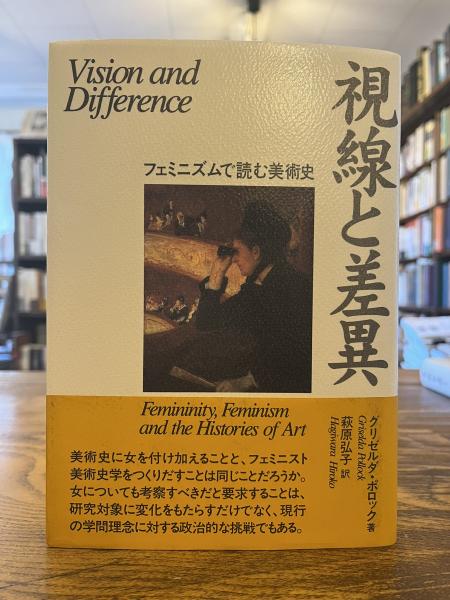 Vision and
Difference
視線と差異
フェミニズムで読む美術史
Femininity, Feminism
and the Histories of Art
グリゼルダ・ポロック著
Griselda Pollock
萩原弘子訳
Hagiwara Hiroko
美術史に女を付け加えることと、フェミニスト
美術史学をつくりだすことは同じことだろうか。
女についても考察すべきだと要求することは、
研究対象に変化をもたらすだけでなく、現行
の学問理念に対する政治的な挑戦でもある。